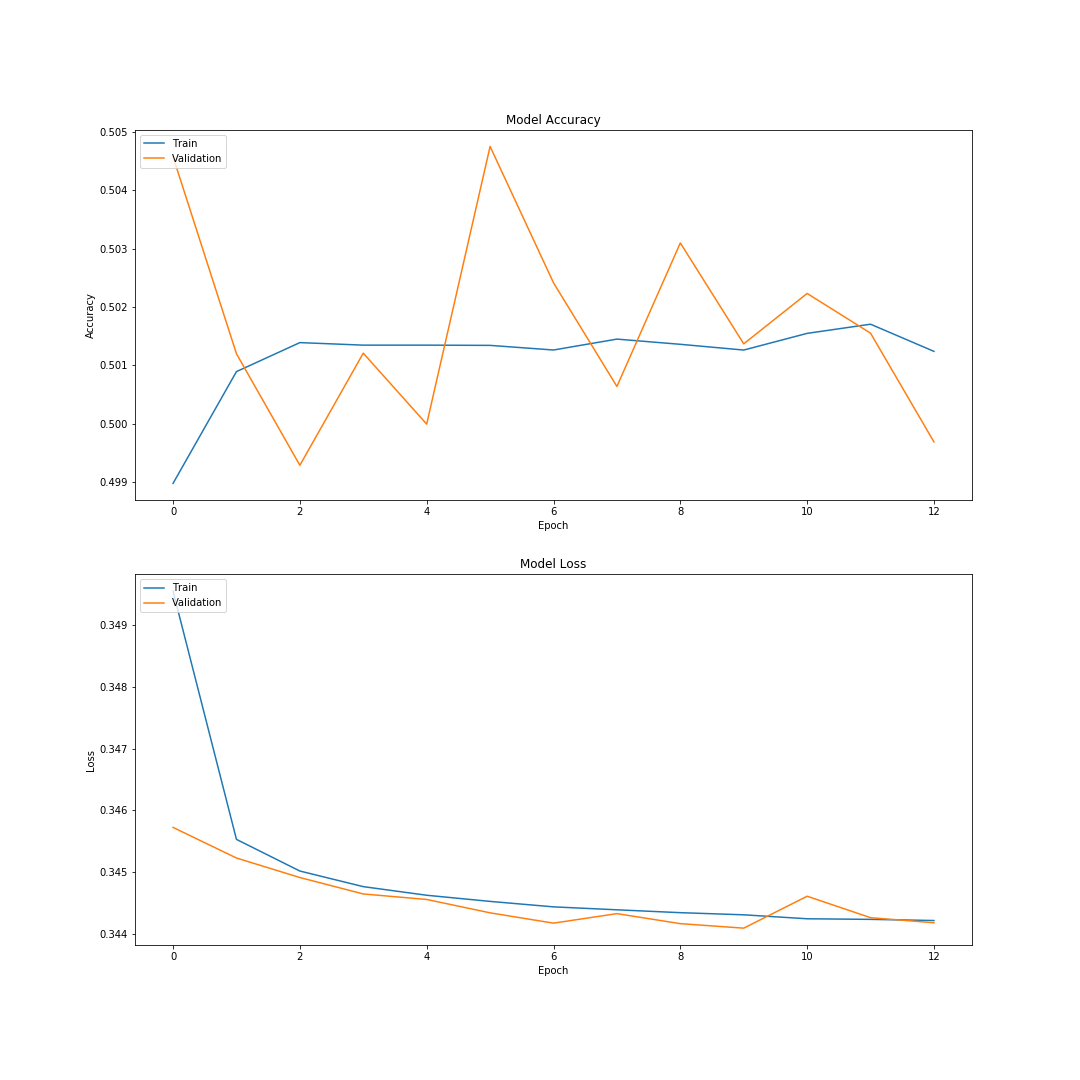 Model Accuracy
0.505
0.504
0.503
0.502
0.501
0.500
0.499
Accuracy
Train
Validation
0 2 4 6 8 10 12
Epoch
Model Loss
0.349
0.348
0.347
0.346
0.345
0.344
Loss
Train
Validation
0 2 4 6 8 10 12
Epoch